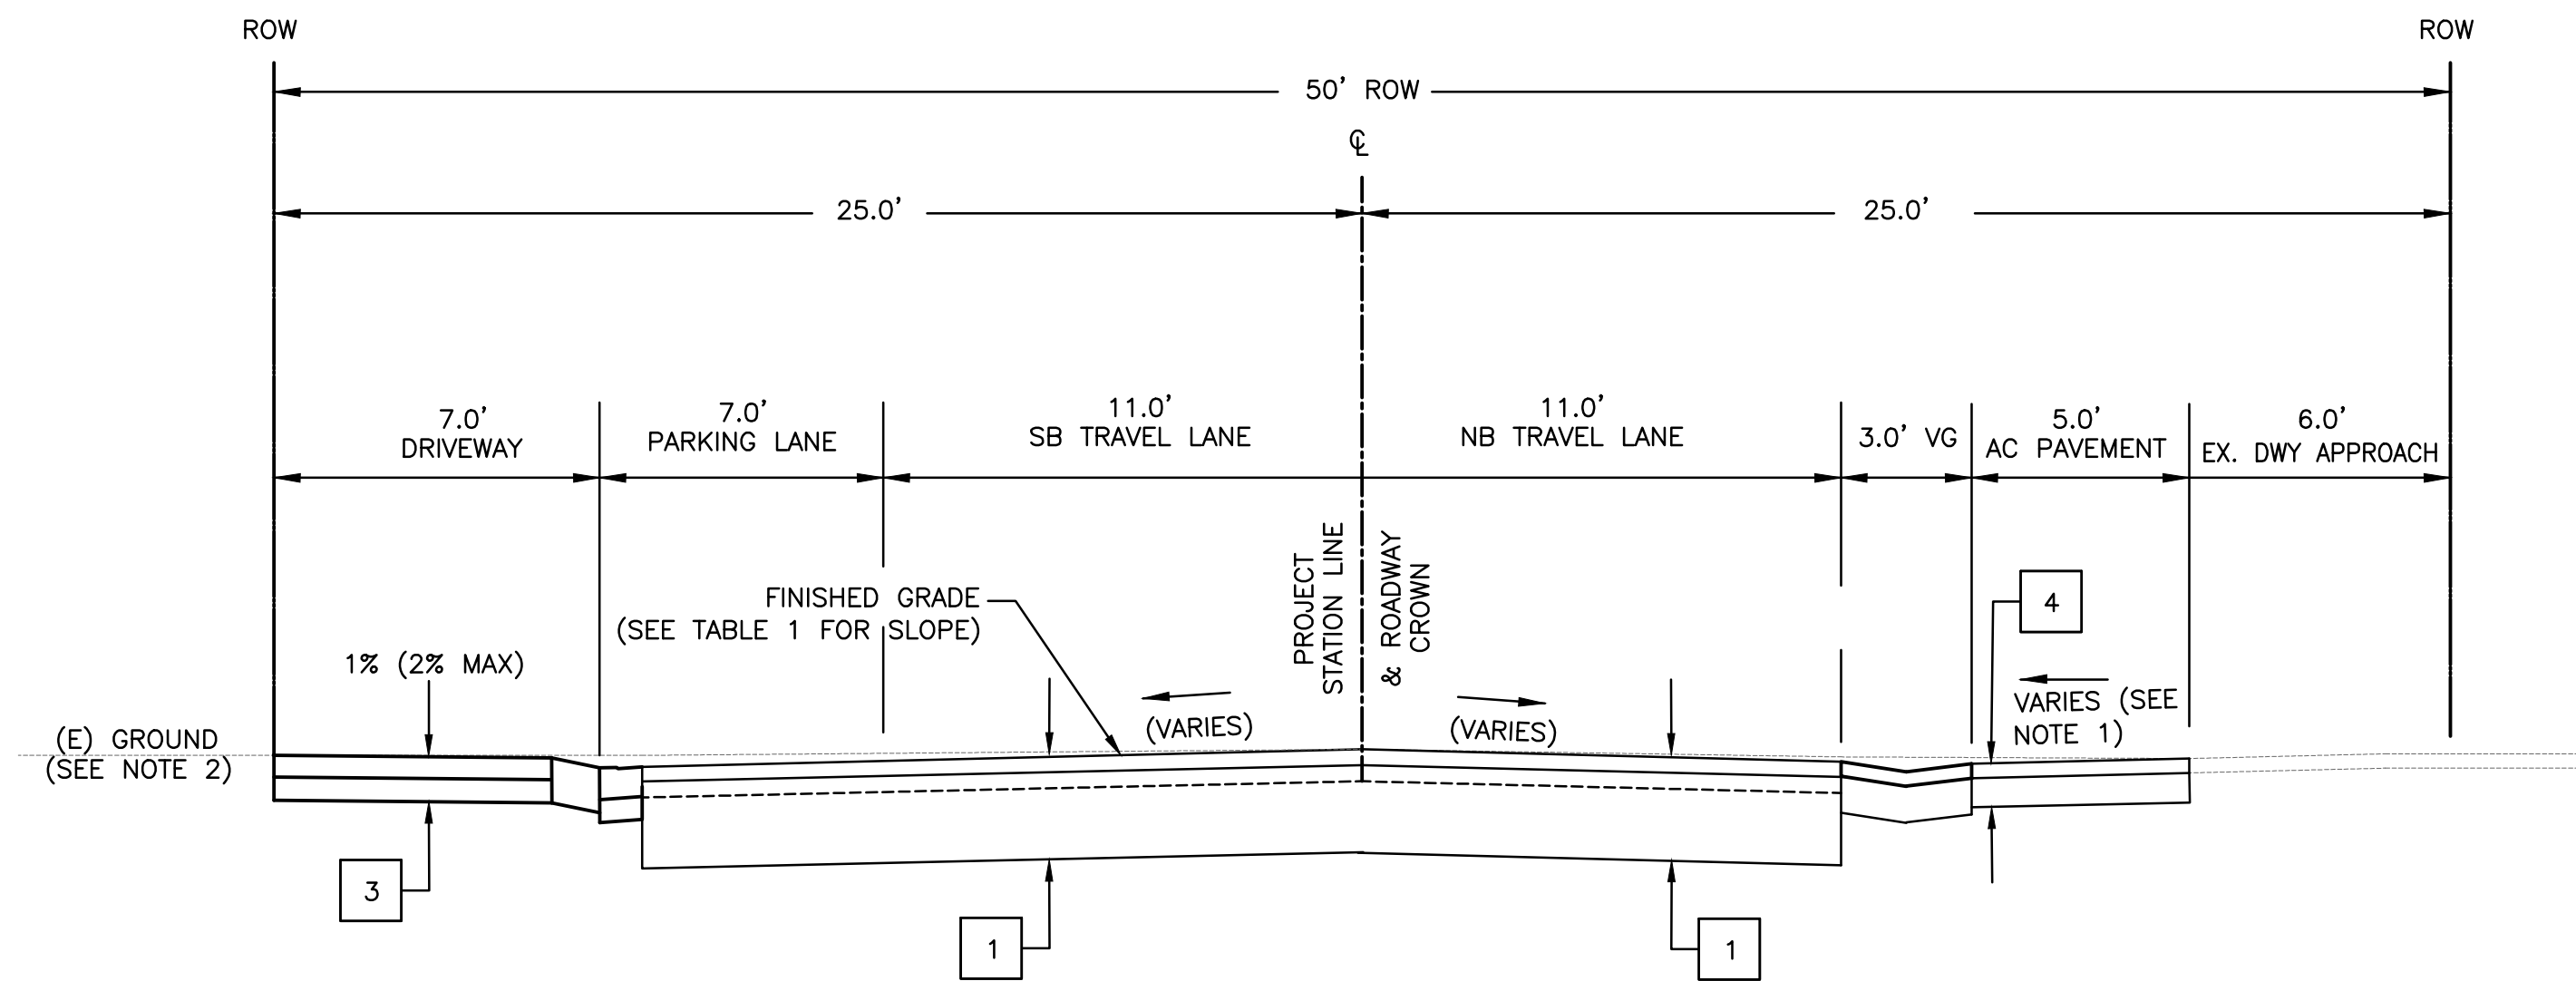 ROW
ROW
50' ROW
℄
25.0'
25.0'
7.0'
DRIVEWAY
7.0'
PARKING LANE
11.0'
SB TRAVEL LANE
11.0'
NB TRAVEL LANE
3.0' VG
5.0'
AC PAVEMENT
6.0'
EX. DWY APPROACH
PROJECT
STATION LINE
& ROADWAY
CROWN
FINISHED GRADE
(SEE TABLE 1 FOR SLOPE)
4
1% (2% MAX)
(VARIES)
(VARIES)
VARIES (SEE
NOTE 1)
(E) GROUND
(SEE NOTE 2)
3
1
1